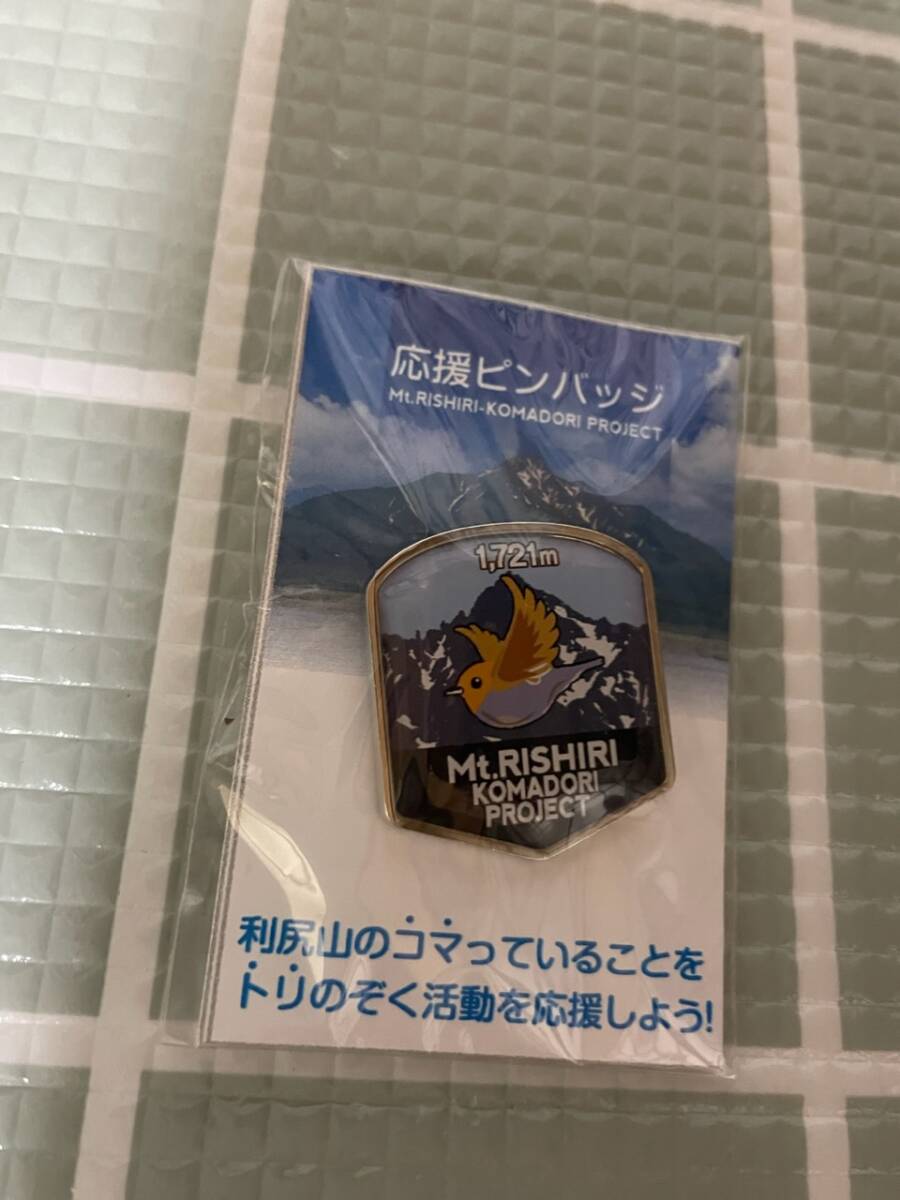 応援ピンバッジ
Mt.RISHIRI-KOMADORI PROJECT
1,721m
Mt.RISHIRI
KOMADORI
PROJECT
利尻山のコマっていることを
トリのぞく活動を応援しよう!